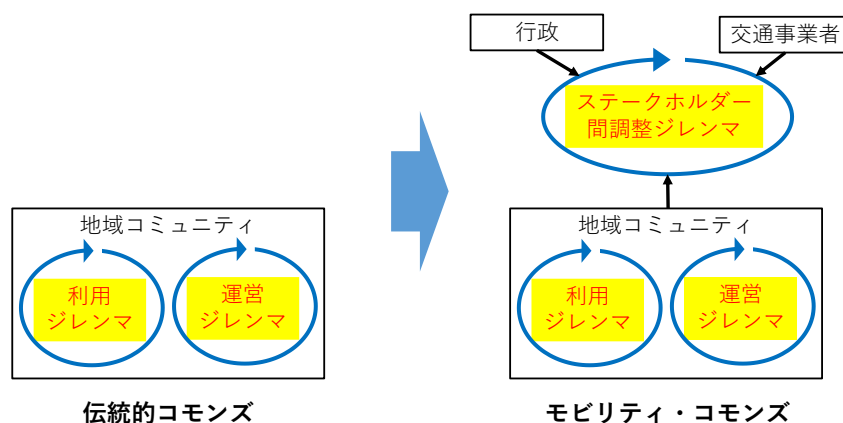 行政
交通事業者
ステークホルダー
間調整ジレンマ
地域コミュニティ
利用
ジレンマ
運営
ジレンマ
伝統的コモンズ
地域コミュニティ
利用
ジレンマ
運営
ジレンマ
モビリティ・コモンズ